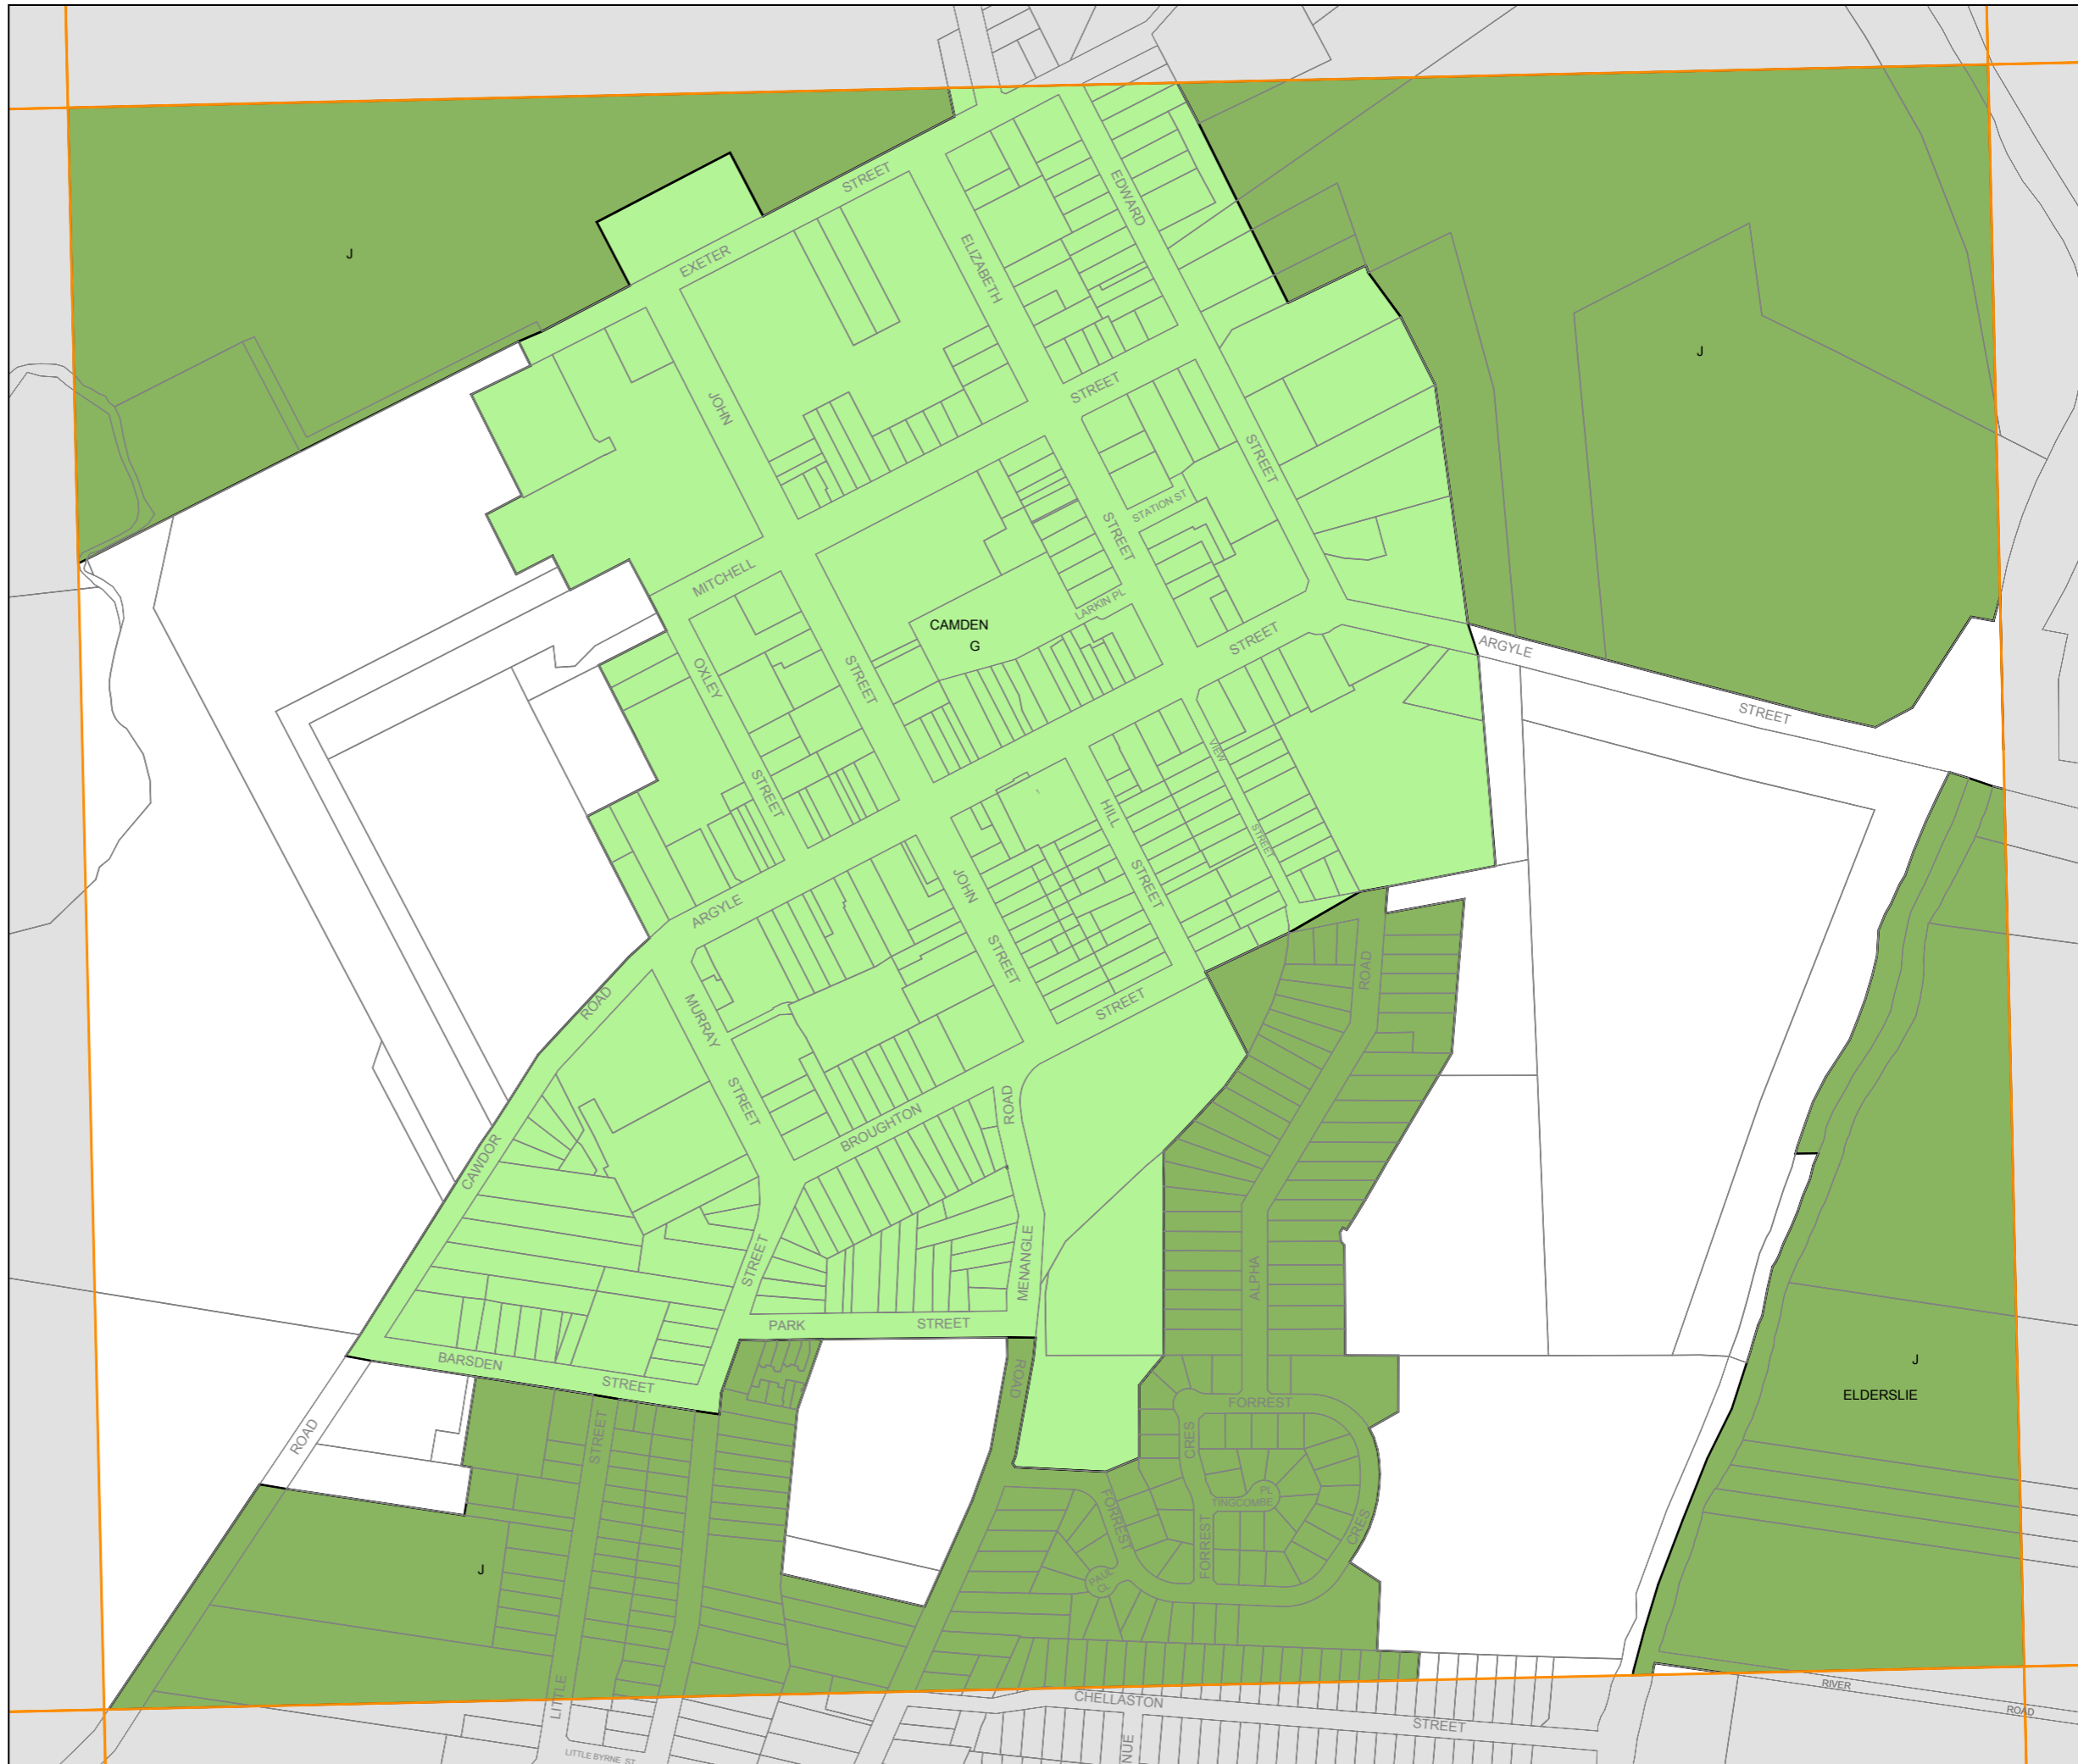 STREET
EDWARD
ELIZABETH
J
EXETER
J
STREET
JOHN
STREET
STATION ST
STREET
MITCHELL
LARKIN PL
CAMDEN
G
STREET
ARGYLE
OXLEY
STREET
STREET
VIEW
STREET
HILL
STREET
JOHN
STREET
ARGYLE
STREET
ROAD
ROAD
MURRAY
STREET
STREET
BROUGHTON
ROAD
CAWDOR
STREET
MENANGLE
ALPHA
PARK
STREET
BARSDEN
STREET
ROAD
J
ELDERSLIE
FORREST
CRES
STREET
ROAD
PL
TINGCOMBE
FORREST
FORREST
CRES
J
PAUL
CL
LITTLE
CHELLASTON
STREET
RIVER
ROAD
LITTLE BYRNE ST
NUE